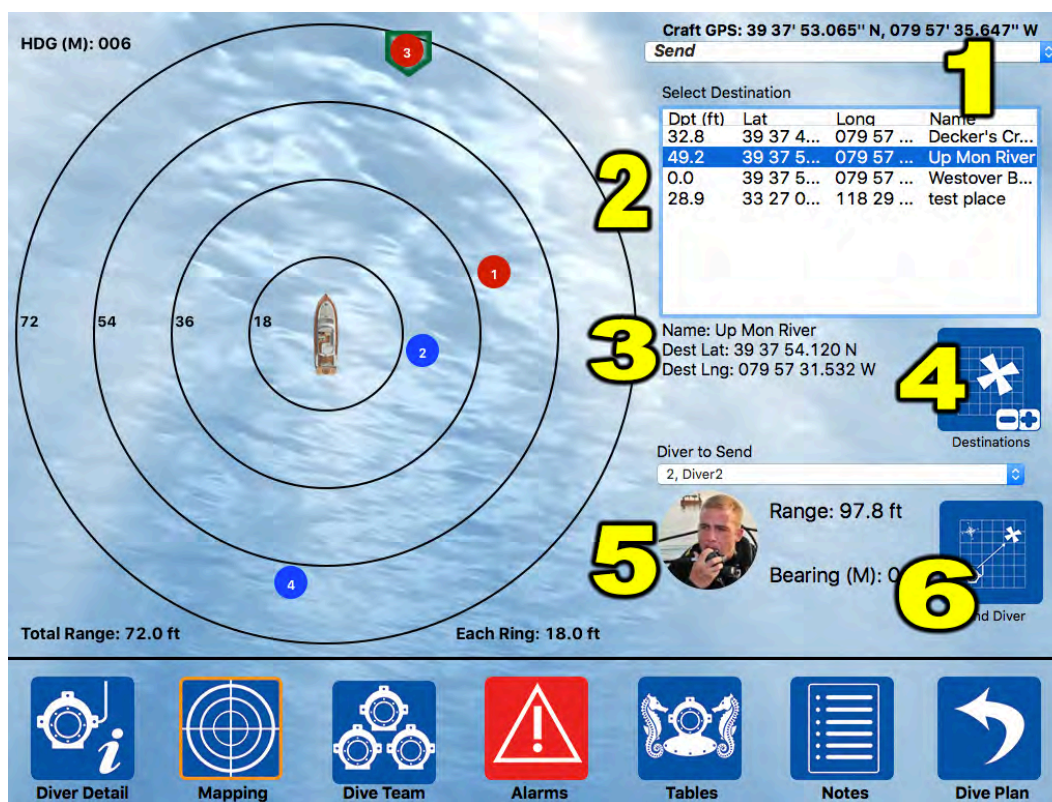 HDG (M): 006
Craft GPS: 39 37' 53.065" N, 079 57' 35.647" W
Send
1
Select Destination
Dpt (ft) Lat Long Name
32.8 39 37 4... 079 57 ... Decker's Cr...
49.2 39 37 5... 079 57 ... Up Mon River
0.0 39 37 5... 079 57 ... Westover B...
28.9 33 27 0... 118 29 ... test place
2
3
1
72 54 36 18
2
4
Total Range: 72.0 ft
Each Ring: 18.0 ft
3
Name: Up Mon River
Dest Lat: 39 37 54.120 N
Dest Lng: 079 57 31.532 W
4
Destinations
Diver to Send
2, Diver2
5
Range: 97.8 ft
Bearing (M): 0
6
Diver
Diver Detail
Mapping
Dive Team
Alarms
Tables
Notes
Dive Plan